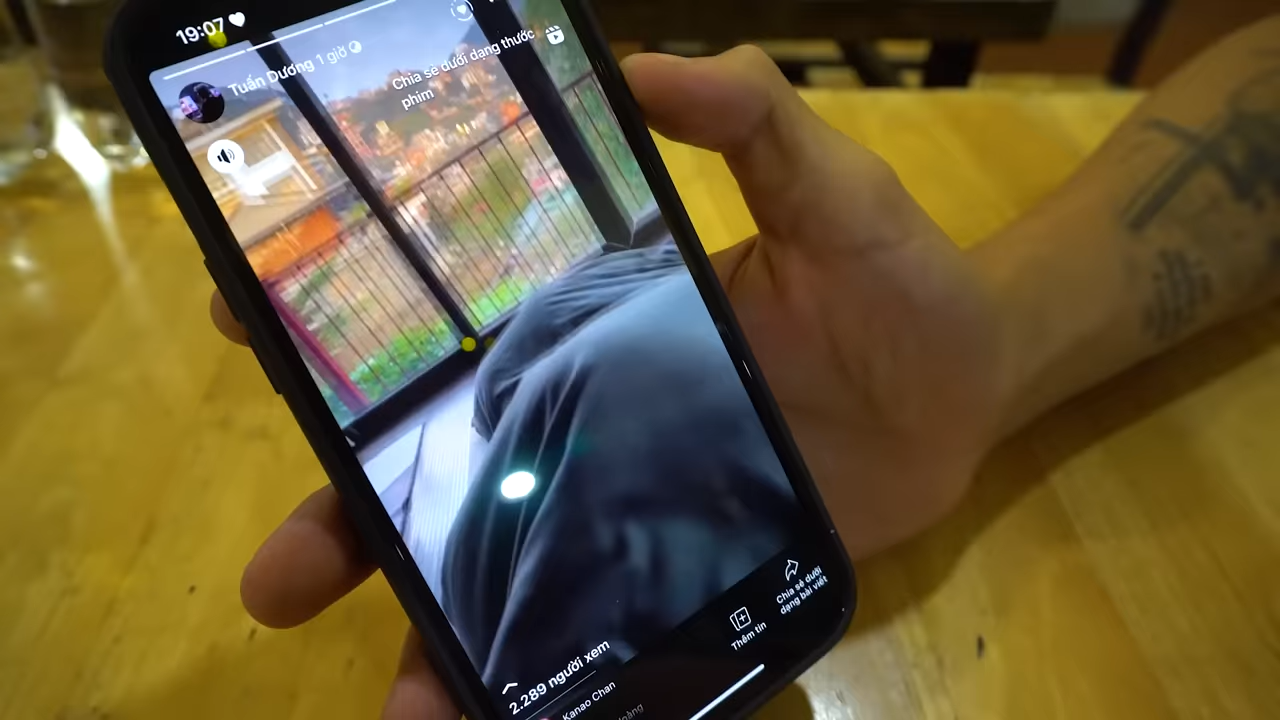 19:07
Tuấn Dương 1 giờ
Chia sẻ dưới dạng thước
phim
2.289 người xem
Kanao Chan
Thêm tin
Chia sẻ dưới
dạng bài viết